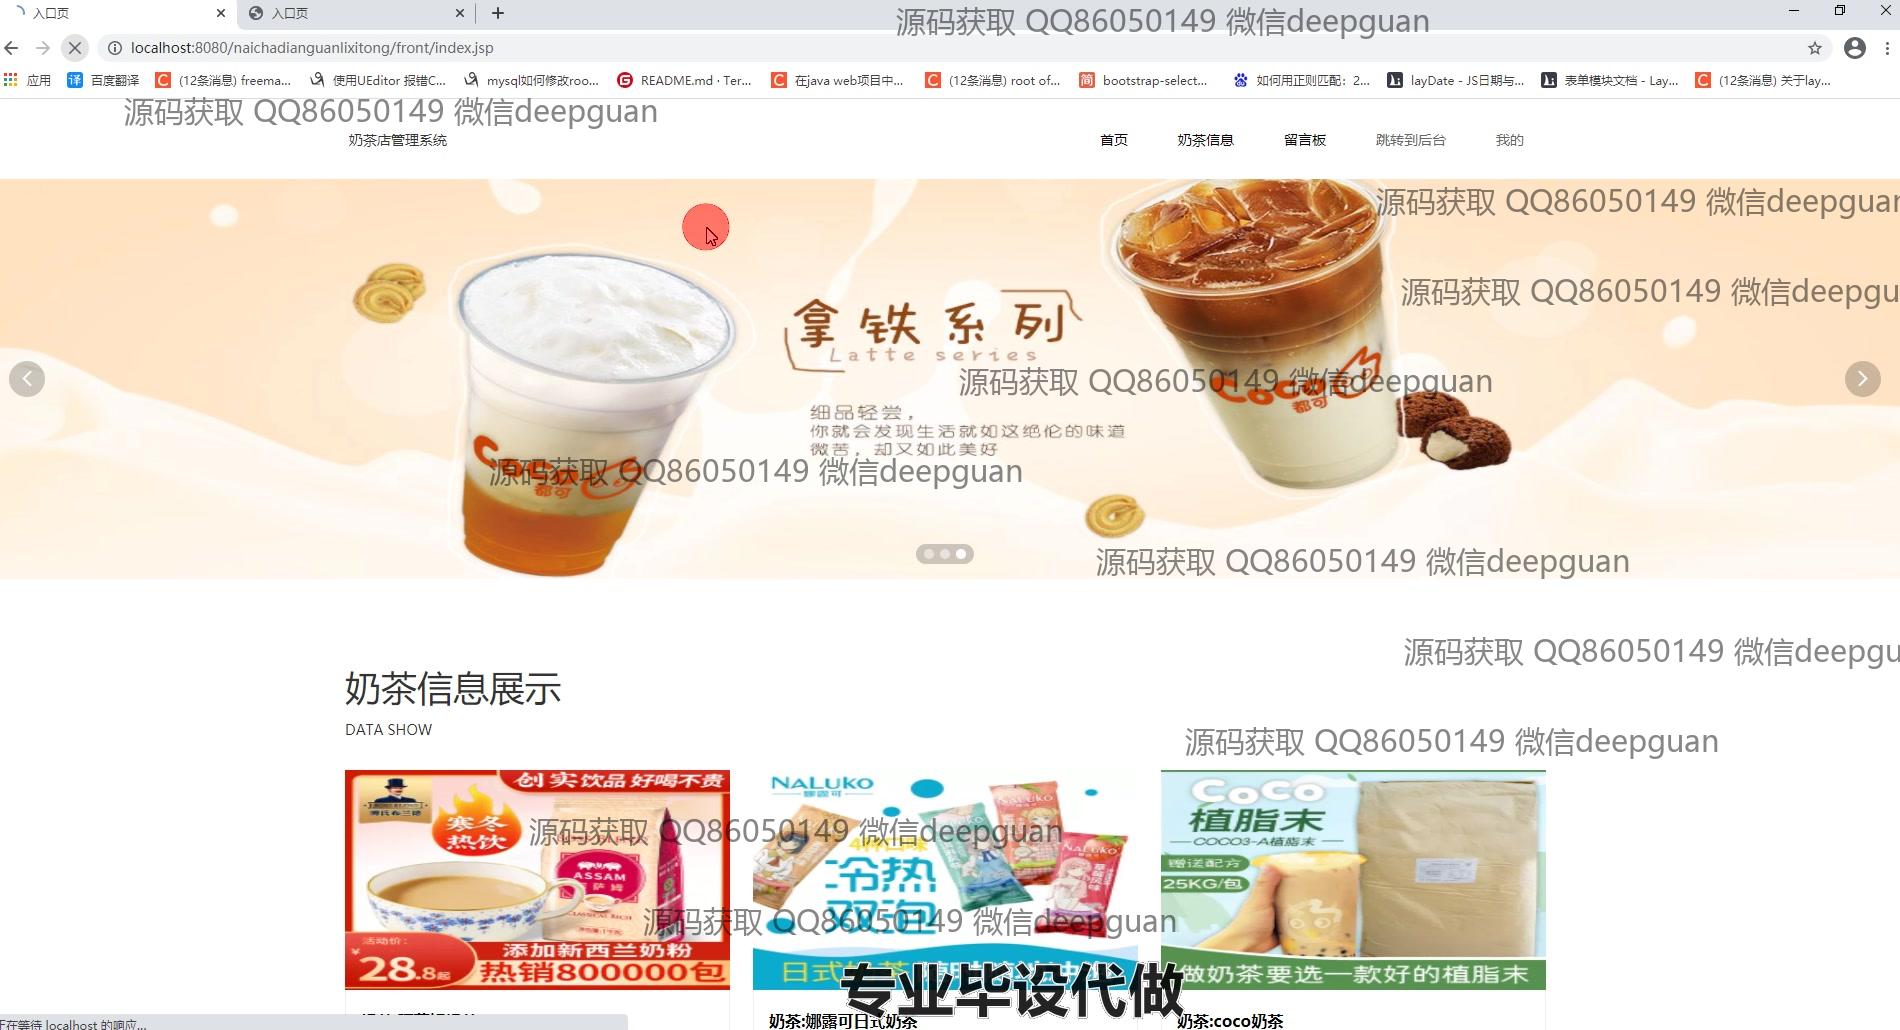 入口页
入口页
源码获取 QQ86050149 微信deepguan
localhost:8080/naichadianguanlixitong/front/index.jsp
应用 百度翻译 (12条消息) freema... 使用UEditor 报错C... mysql如何修改roo... README.md · Ter... 在java web项目中... (12条消息) root of... bootstrap-select... 如何用正则匹配：2... layDate - JS日期与... 表单模块文档 - Lay... (12条消息) 关于lay...
源码获取 QQ86050149 微信deepguan
奶茶店管理系统 首页 奶茶信息 留言板 跳转到后台 我的
源码获取 QQ86050149 微信deepguan
源码获取 QQ86050149 微信deepgu
拿铁系列
Latte series
源码获取 QQ86050149 微信deepguan
CoCo
都可
细品轻尝，
你就会发现生活就如这绝伦的味道
微苦，却又如此美好
CoCo
都可
源码获取 QQ86050149 微信deepguan
源码获取 QQ86050149 微信deepguan
源码获取 QQ86050149 微信deepgu
奶茶信息展示
DATA SHOW
源码获取 QQ86050149 微信deepguan
创实饮品 好喝不贵
寒冬
热饮
ASSAM
萨姆
CLASSICAL RICH
活动价：
¥28.8起
添加新西兰奶粉
热销800000包
NALUKO
娜露可
NALUKO
4种口味
冷热
双泡
日式奶茶
CoCo
植脂末
COCO3-A植脂末
赠送配方
25KG/包
做奶茶要选一款好的植脂末
源码获取 QQ86050149 微信deepguan
源码获取 QQ86050149 微信deepguan
专业毕设代做
奶茶:娜露可日式奶茶
奶茶:coco奶茶
正在等待 localhost 的响应...